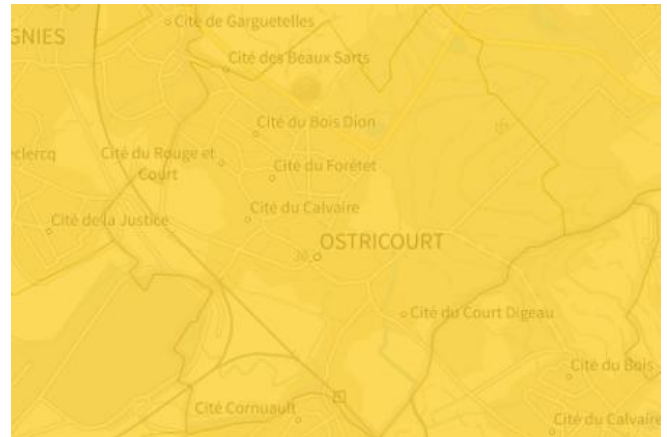 Cité de Garguetelles
GNIES
Cité des Beaux Sarts
Cité du Bois Dion
eclercq
Cité du Rouge et
Court
Cité du Forêtet
Cité du Calvaire
Cité de la Justice
OSTRICOURT
Cité du Court Digeau
Cité du Bois
Cité Cornuault
Cité du Calvaire